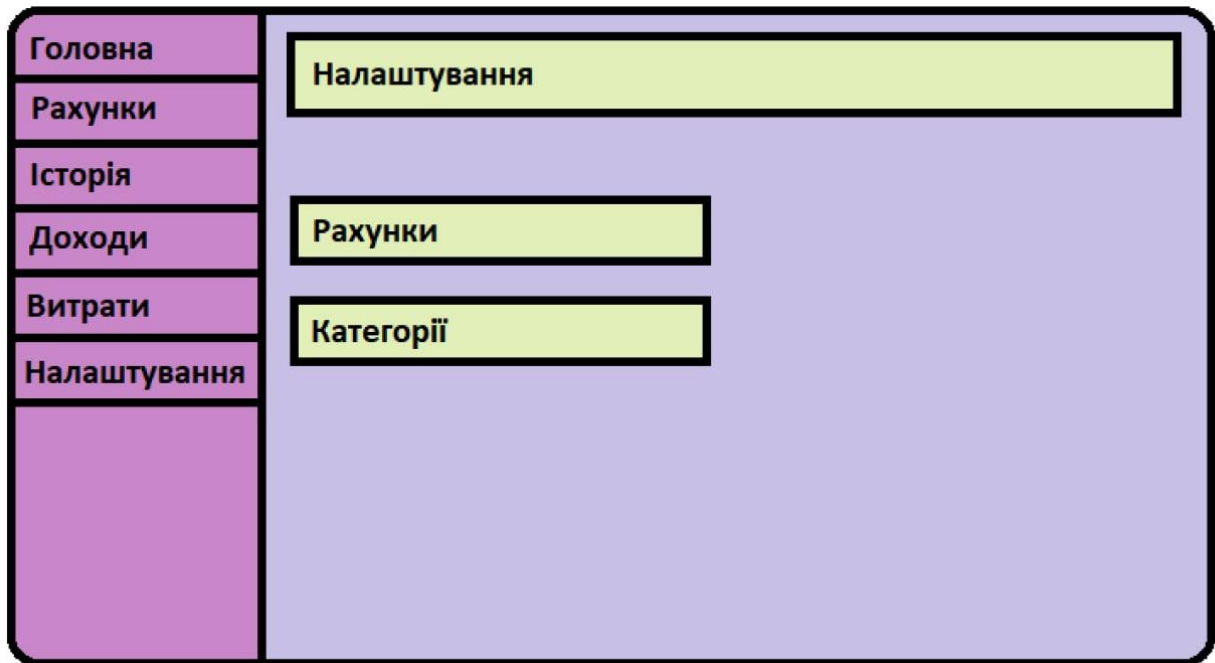 Головна
Рахунки
Історія
Доходи
Витрати
Налаштування
Налаштування
Рахунки
Категорії